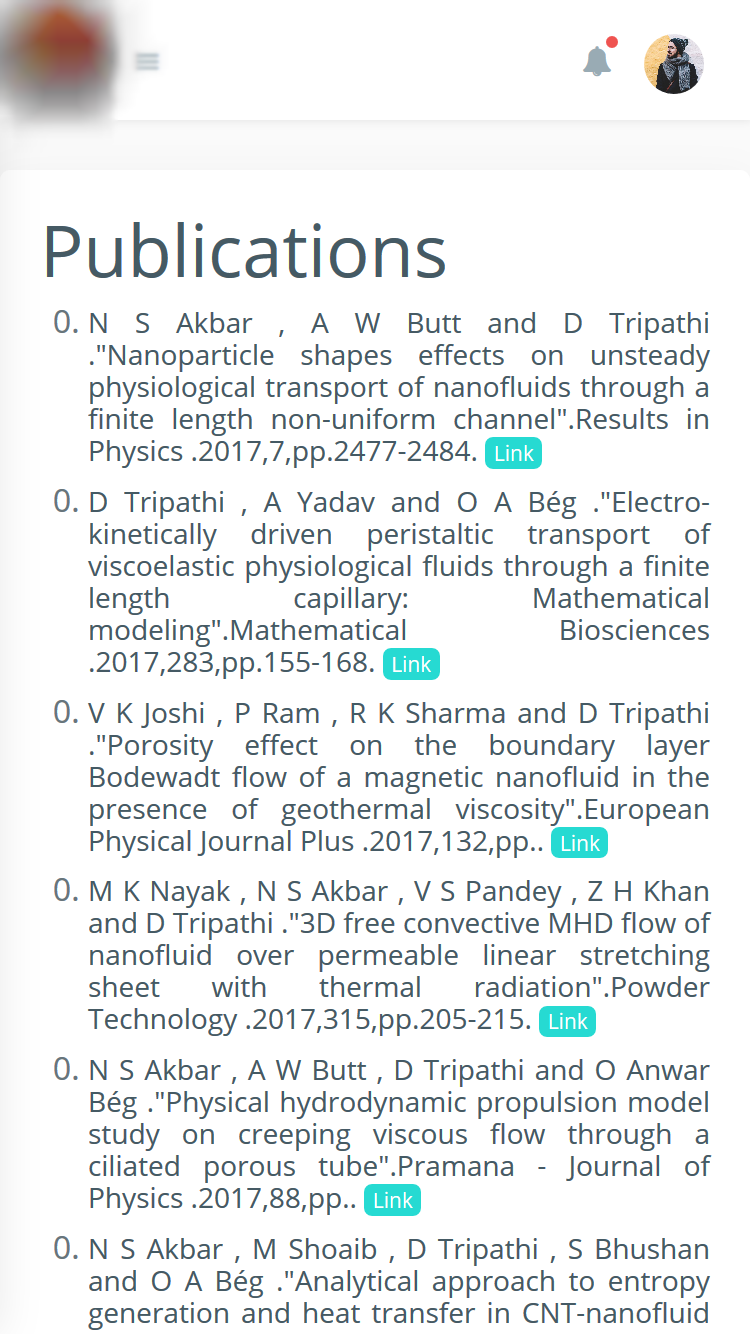 Publications
0. N S Akbar , A W Butt and D Tripathi
."Nanoparticle shapes effects on unsteady
physiological transport of nanofluids through a
finite length non-uniform channel".Results in
Physics .2017,7,pp.2477-2484. Link
0. D Tripathi , A Yadav and O A Bég ."Electro-
kinetically driven peristaltic transport of
viscoelastic physiological fluids through a finite
length capillary: Mathematical
modeling".Mathematical Biosciences
.2017,283,pp.155-168. Link
0. V K Joshi , P Ram , R K Sharma and D Tripathi
."Porosity effect on the boundary layer
Bodewadt flow of a magnetic nanofluid in the
presence of geothermal viscosity".European
Physical Journal Plus .2017,132,pp.. Link
0. M K Nayak , N S Akbar , V S Pandey , Z H Khan
and D Tripathi ."3D free convective MHD flow of
nanofluid over permeable linear stretching
sheet with thermal radiation".Powder
Technology .2017,315,pp.205-215. Link
0. N S Akbar , A W Butt , D Tripathi and O Anwar
Bég ."Physical hydrodynamic propulsion model
study on creeping viscous flow through a
ciliated porous tube".Pramana - Journal of
Physics .2017,88,pp.. Link
0. N S Akbar , M Shoaib , D Tripathi , S Bhushan
and O A Bég ."Analytical approach to entropy
generation and heat transfer in CNT-nanofluid